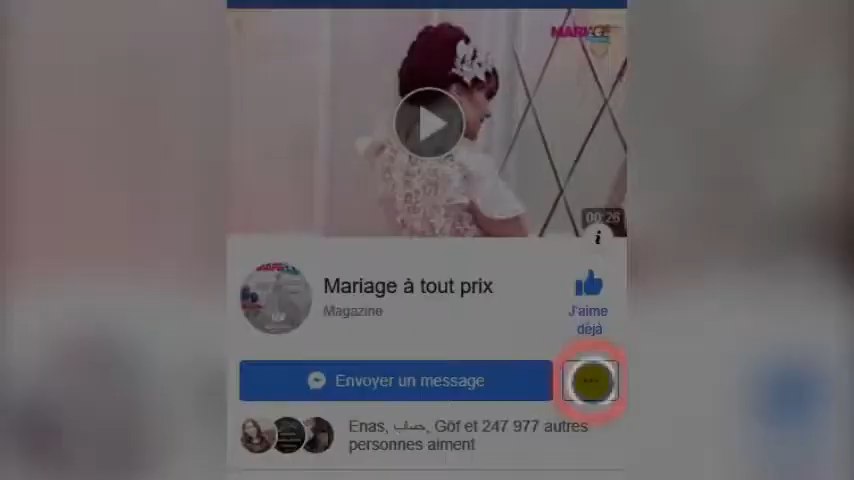 MARIAGE
00:26
i
Mariage à tout prix
Magazine
J'aime
déjà
Envoyer un message
Enas, حساب, Göf et 247 977 autres
personnes aiment